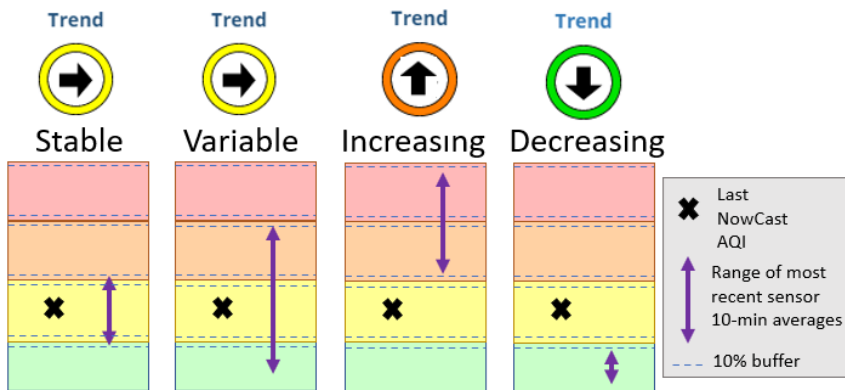 Trend
Trend
Trend
Trend
Stable
Variable
Increasing
Decreasing
Last
NowCast
AQI
Range of most
recent sensor
10-min averages
10% buffer